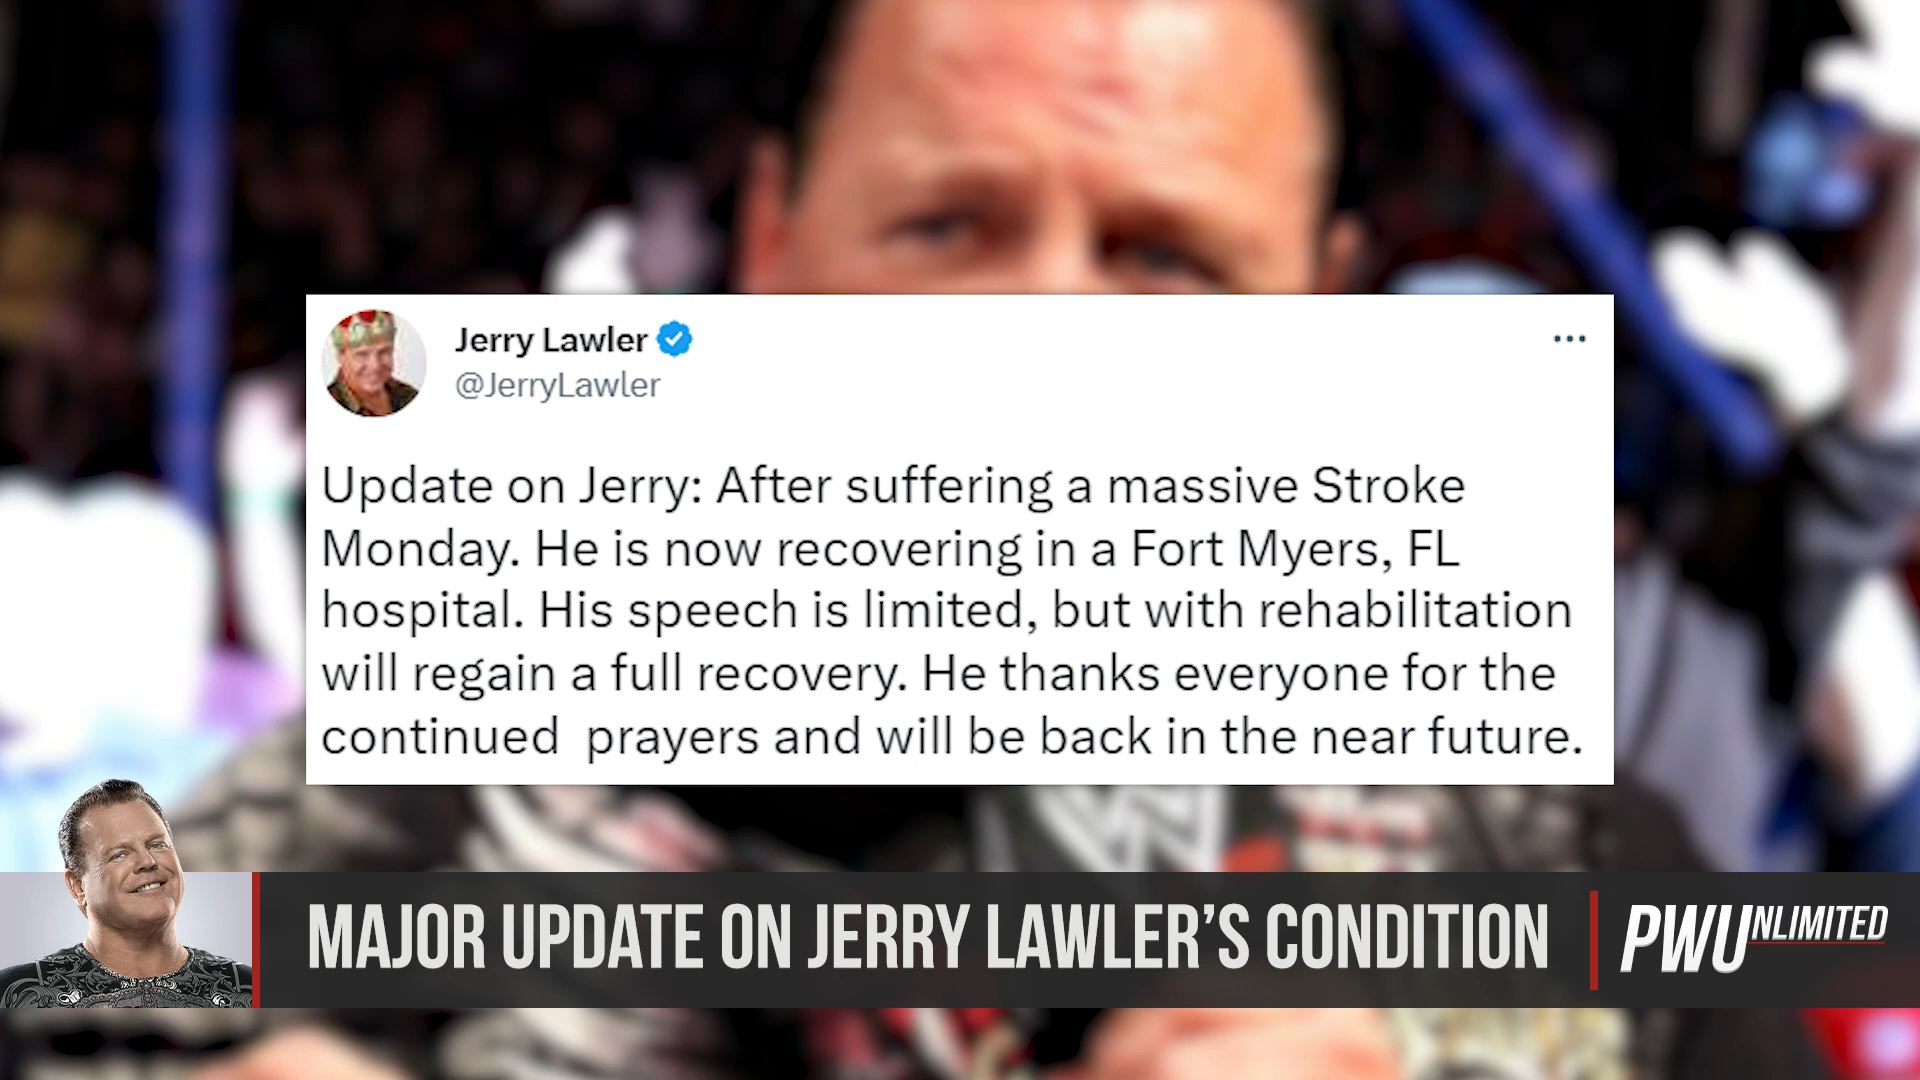 Jerry Lawler
@JerryLawler
Update on Jerry: After suffering a massive Stroke
Monday. He is now recovering in a Fort Myers, FL
hospital. His speech is limited, but with rehabilitation
will regain a full recovery. He thanks everyone for the
continued  prayers and will be back in the near future.
MAJOR UPDATE ON JERRY LAWLER’S CONDITION
PWUNLIMITED